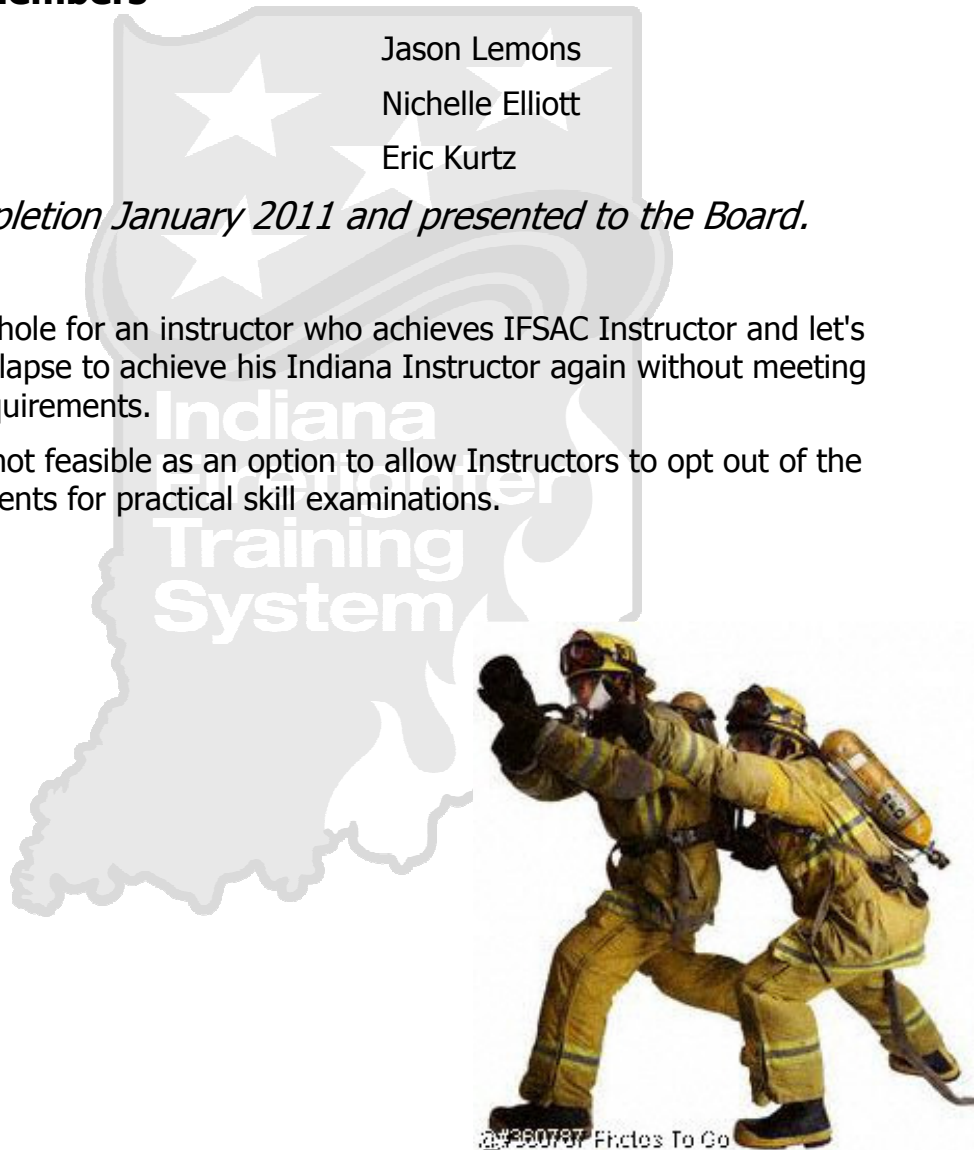 Jason Lemons
Nichelle Elliott
Eric Kurtz
pletion January 2011 and presented to the Board.
hole for an instructor who achieves IFSAC Instructor and let's
lapse to achieve his Indiana Instructor again without meeting
quirements.
not feasible as an option to allow Instructors to opt out of the
ents for practical skill examinations.
Indiana
Firefighter
Training
System
@#360787 Photos To Go